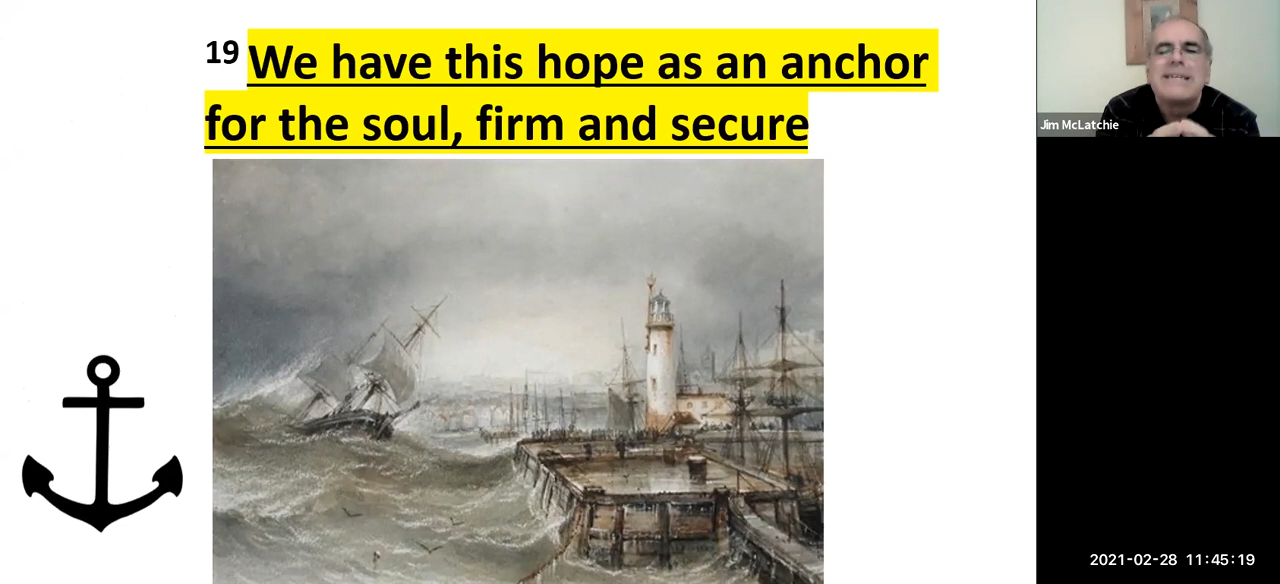 19 We have this hope as an anchor
for the soul, firm and secure
Jim McLatchie
2021-02-28 11:45:19